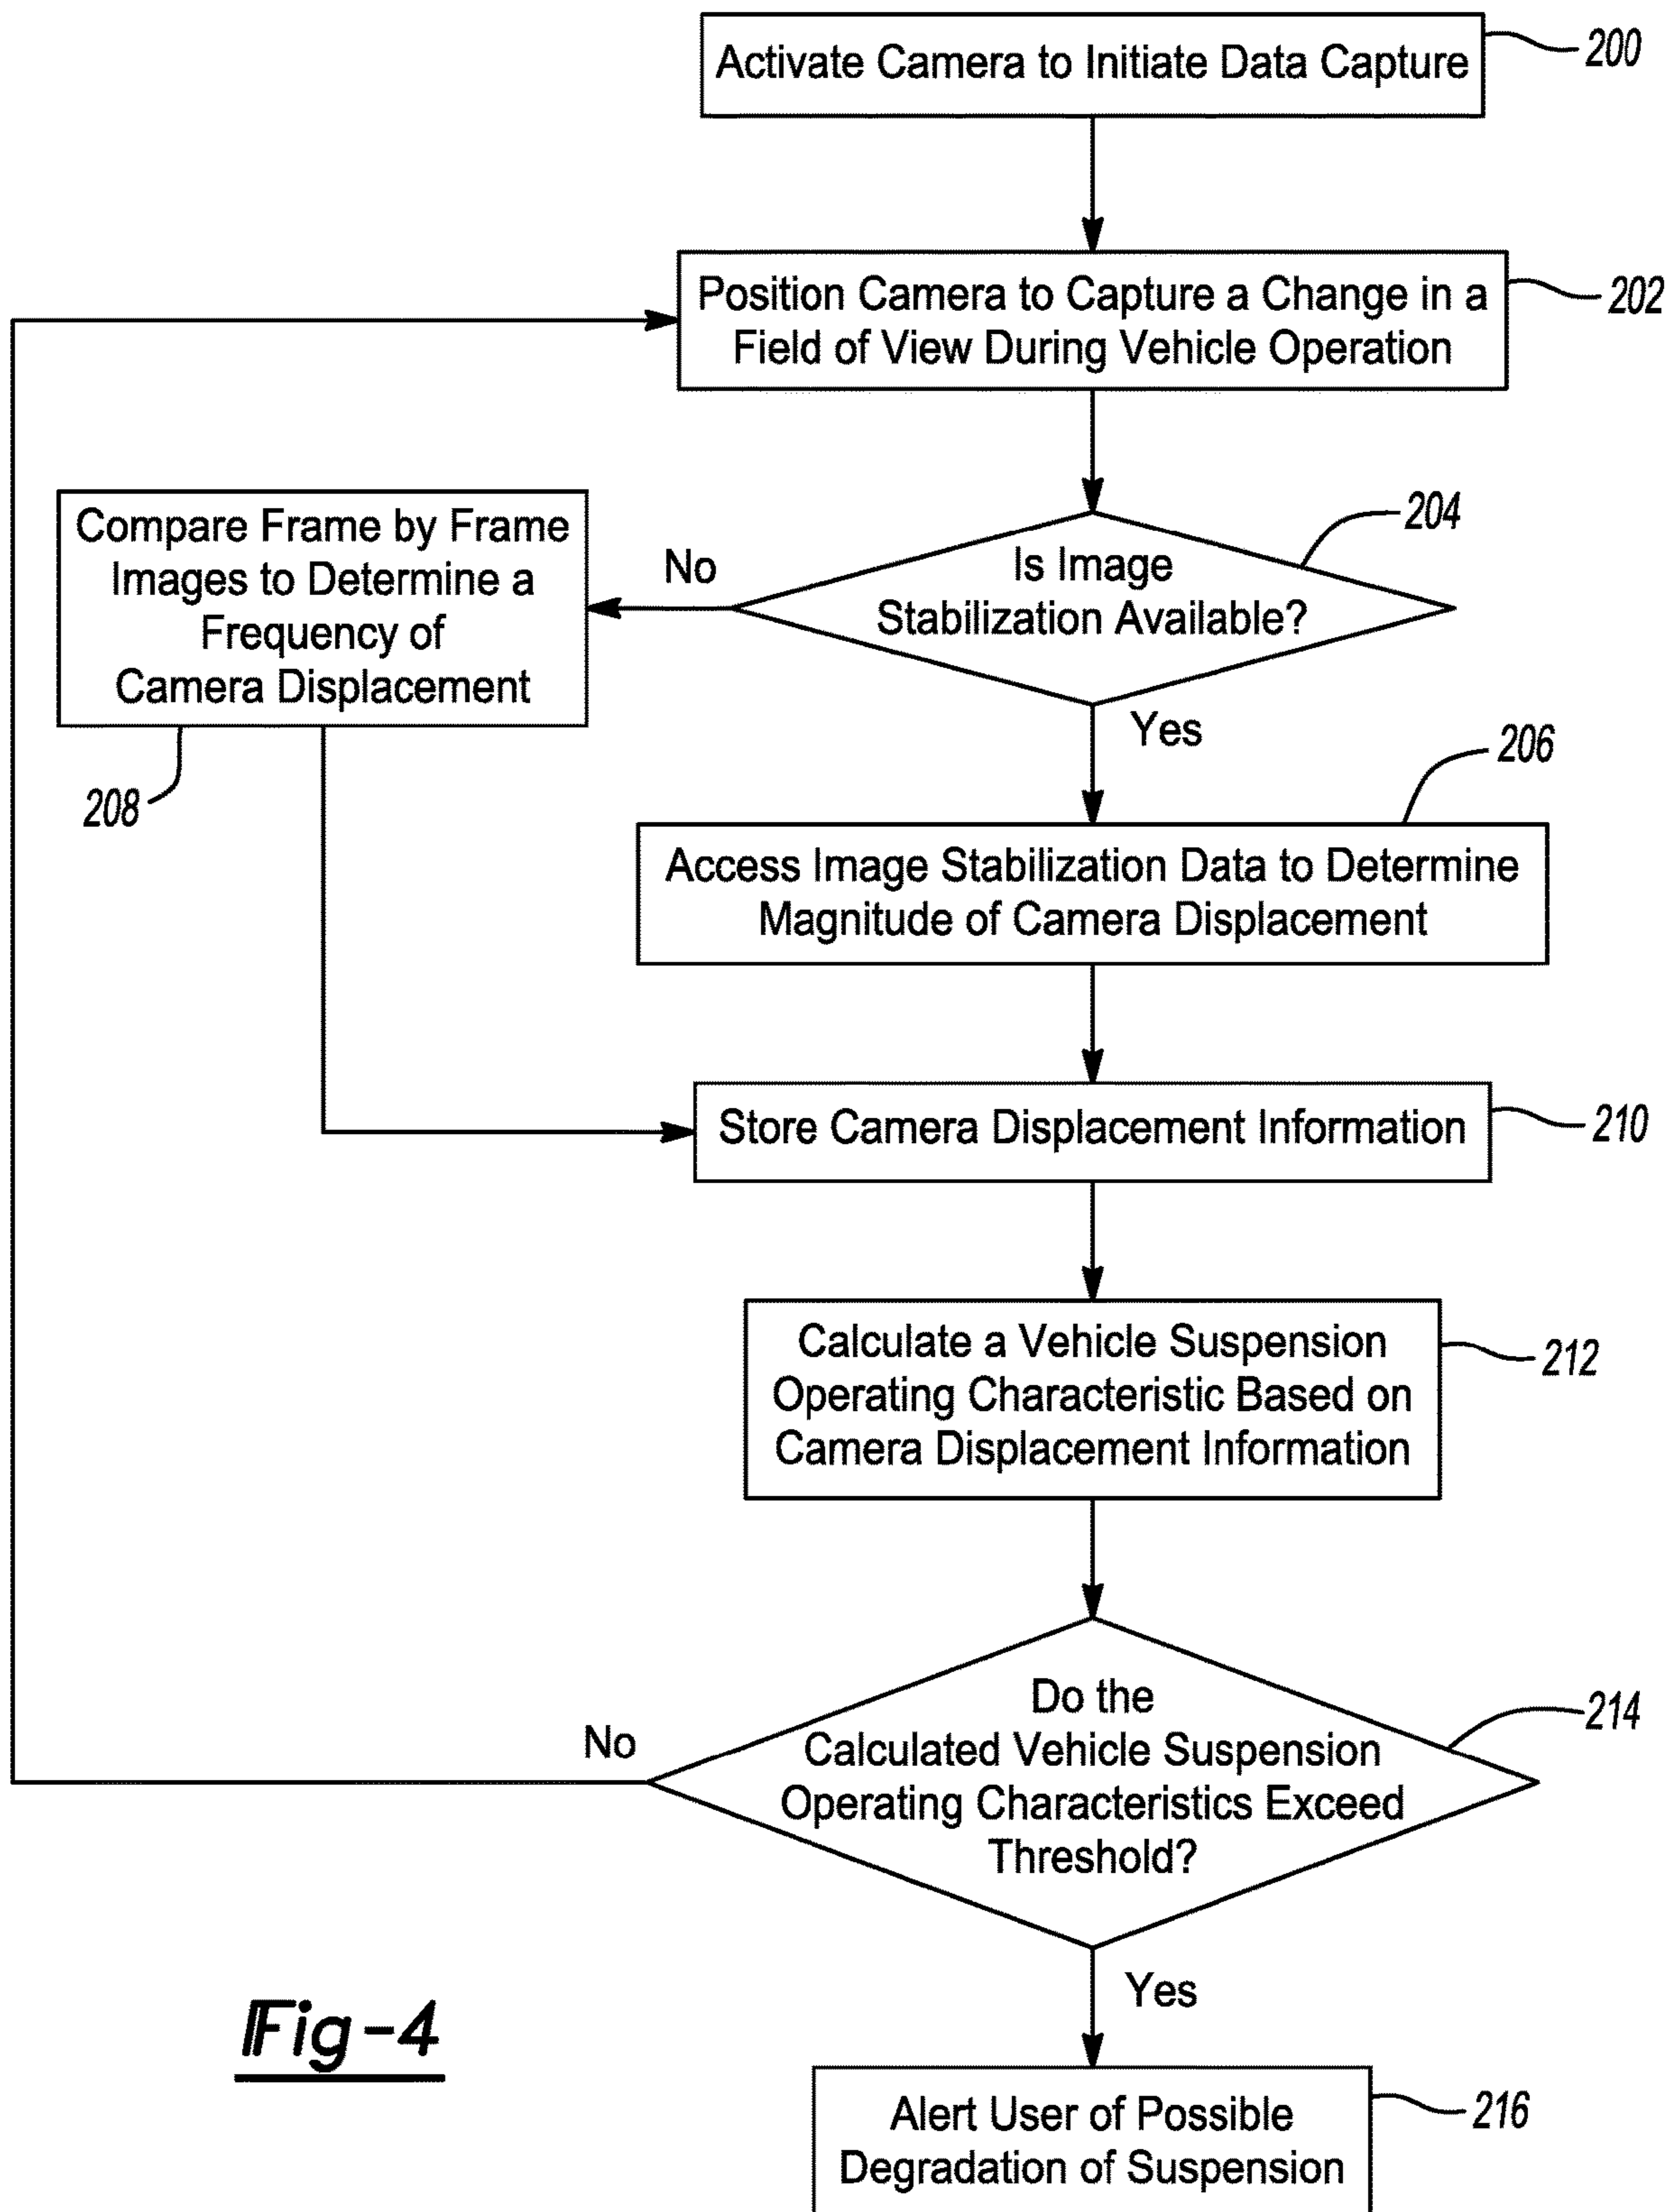 Activate Camera to Initiate Data Capture
200
Position Camera to Capture a Change in a
Field of View During Vehicle Operation
202
Is Image
Stabilization Available?
204
No
Compare Frame by Frame
Images to Determine a
Frequency of
Camera Displacement
208
Yes
206
Access Image Stabilization Data to Determine
Magnitude of Camera Displacement
Store Camera Displacement Information
210
Calculate a Vehicle Suspension
Operating Characteristic Based on
Camera Displacement Information
212
Do the
Calculated Vehicle Suspension
Operating Characteristics Exceed
Threshold?
214
No
Yes
Alert User of Possible
Degradation of Suspension
216
Fig-4